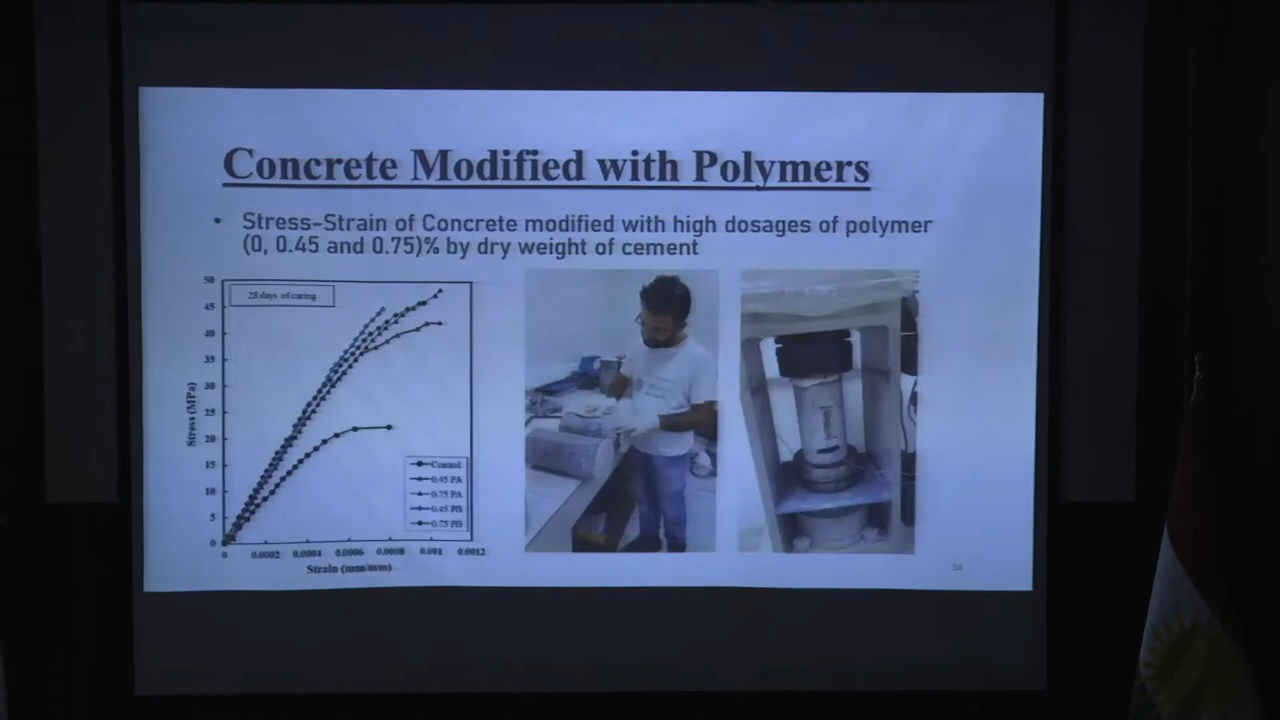 Concrete Modified with Polymers
• Stress-Strain of Concrete modified with high dosages of polymer
(0, 0.45 and 0.75)% by dry weight of cement
50
28 days of curing
45
40
35
30
25
20
15
10
5
0
Stress (MPa)
Control
0.45 PA
0.75 PA
0.45 PB
0.75 PB
0 0.0002 0.0004 0.0006 0.0008 0.001 0.0012
Strain (mm/mm)
34